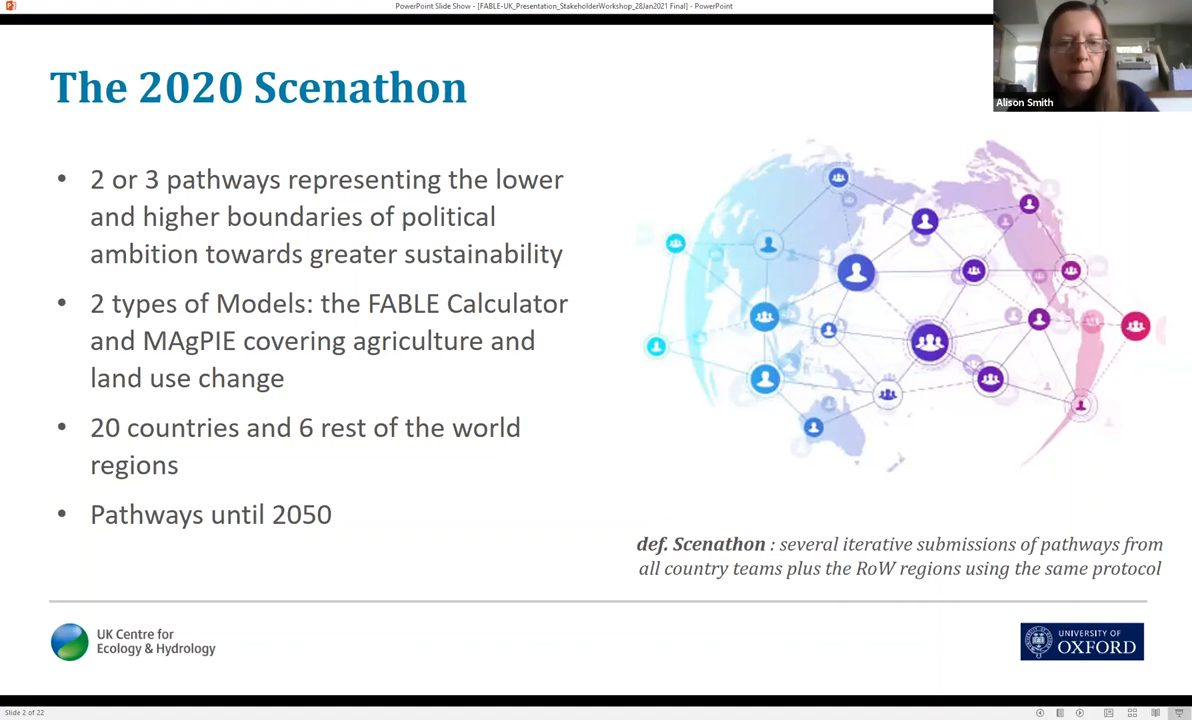 PowerPoint Slide Show - [FABLE-UK_Presentation_StakeholderWorkshop_28Jan2021 Final] - PowerPoint
Alison Smith
The 2020 Scenathon
• 2 or 3 pathways representing the lower
and higher boundaries of political
ambition towards greater sustainability
• 2 types of Models: the FABLE Calculator
and MAgPIE covering agriculture and
land use change
• 20 countries and 6 rest of the world
regions
• Pathways until 2050
def. Scenathon : several iterative submissions of pathways from
all country teams plus the RoW regions using the same protocol
UK Centre for
Ecology & Hydrology
UNIVERSITY OF
OXFORD
Slide 2 of 22